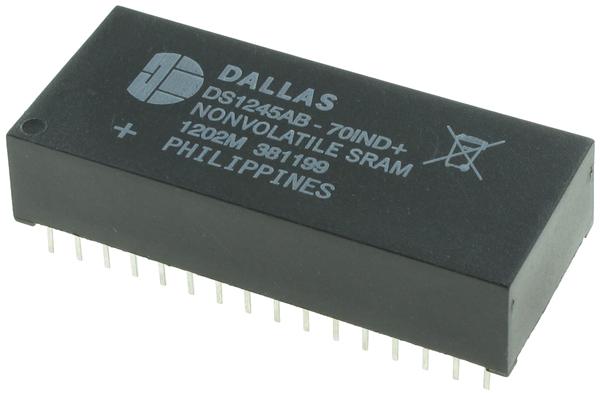 DALLAS
DS1245AB-70IND+
NONVOLATILE SRAM
+ 1202M 381199
PHILIPPINES